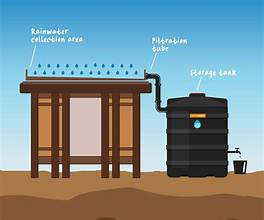 Rainwater
collection area
Filtration
tube
Storage tank